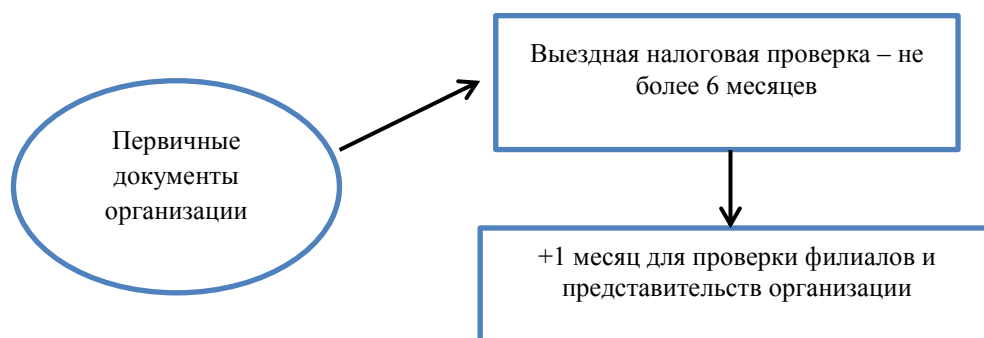 Первичные
документы
организации
Выездная налоговая проверка – не
более 6 месяцев
+1 месяц для проверки филиалов и
представительств организации